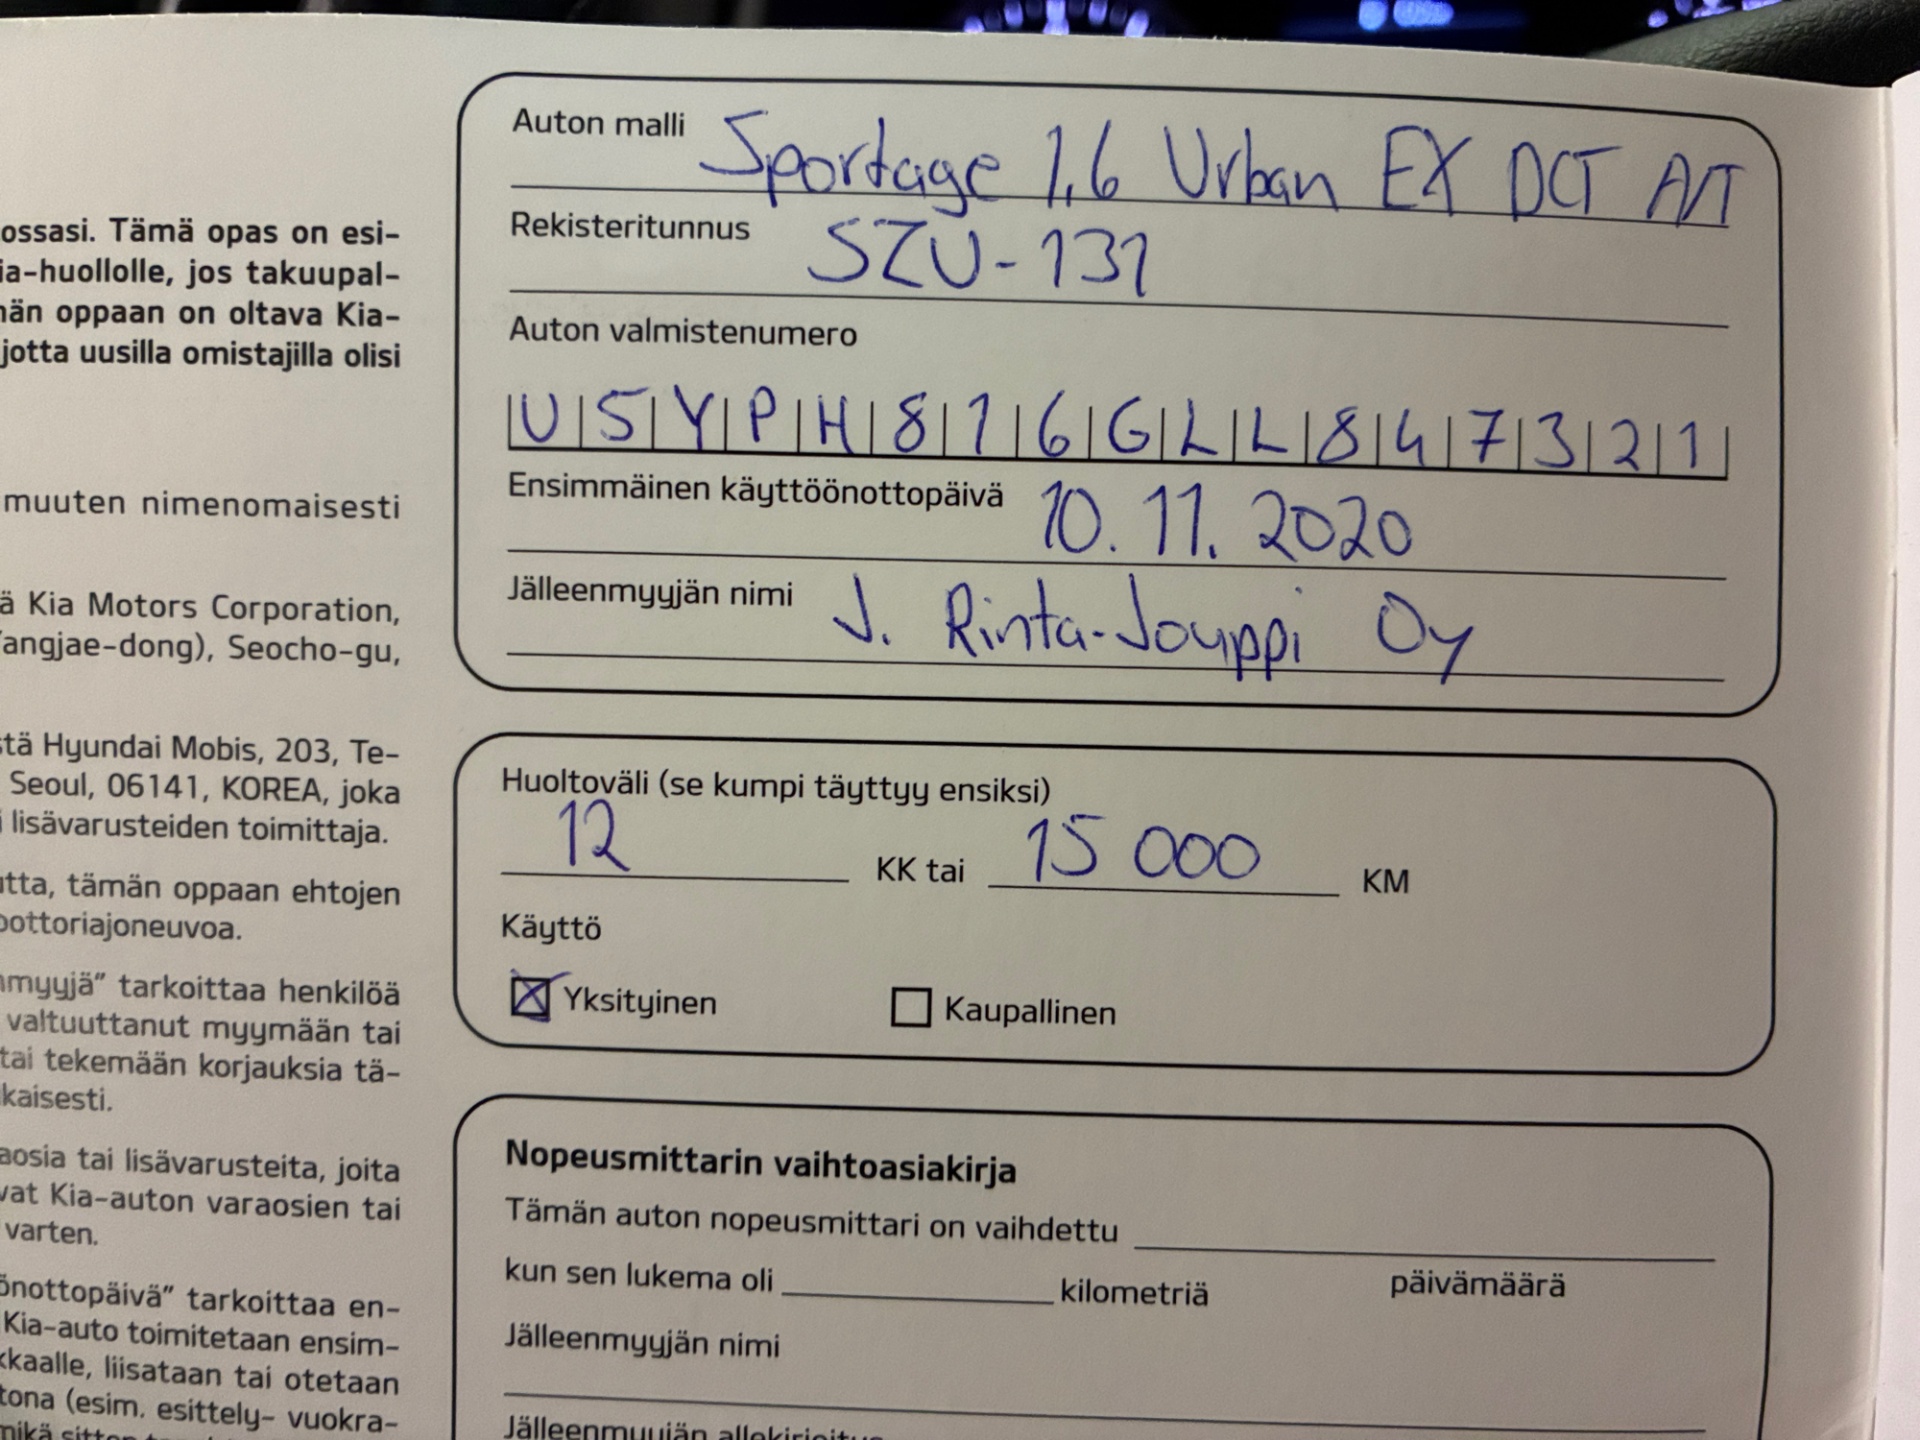 ossasi. Tämä opas on esi-
ia-huollolle, jos takuupal-
män oppaan on oltava Kia-
jotta uusilla omistajilla olisi
muuten nimenomaisesti
ä Kia Motors Corporation,
angjae-dong), Seocho-gu,
stä Hyundai Mobis, 203, Te-
Seoul, 06141, KOREA, joka
i lisävarusteiden toimittaja.
utta, tämän oppaan ehtojen
oottoriajoneuvoa.
nmyyjä” tarkoittaa henkilöä
valtuuttanut myymään tai
tai tekemään korjauksia tä-
kaisesti.
aosia tai lisävarusteita, joita
vat Kia-auton varaosien tai
varten.
önottopäivä” tarkoittaa en-
Kia-auto toimitetaan ensim-
kkaalle, liisataan tai otetaan
tona (esim. esittely- vuokra-
Auton malli Sportage 1,6 Urban EX DCT A/T
Rekisteritunnus SZU-131
Auton valmistenumero
U5YPH816GLL847321
Ensimmäinen käyttöönottopäivä 10.11.2020
Jälleenmyyjän nimi J. Rinta-Jouppi Oy
Huoltoväli (se kumpi täyttyy ensiksi)
12 KK tai 15 000 KM
Käyttö
Yksityinen Kaupallinen
Nopeusmittarin vaihtoasiakirja
Tämän auton nopeusmittari on vaihdettu
kun sen lukema oli kilometriä päivämäärä
Jälleenmyyjän nimi
Jälleenmyyjän allekirjoitus